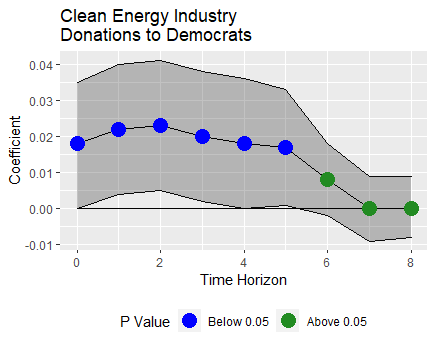 Clean Energy Industry
Donations to Democrats
Coefficient
0.04
0.03
0.02
0.01
0.00
-0.01
0 2 4 6 8
Time Horizon
P Value Below 0.05 Above 0.05